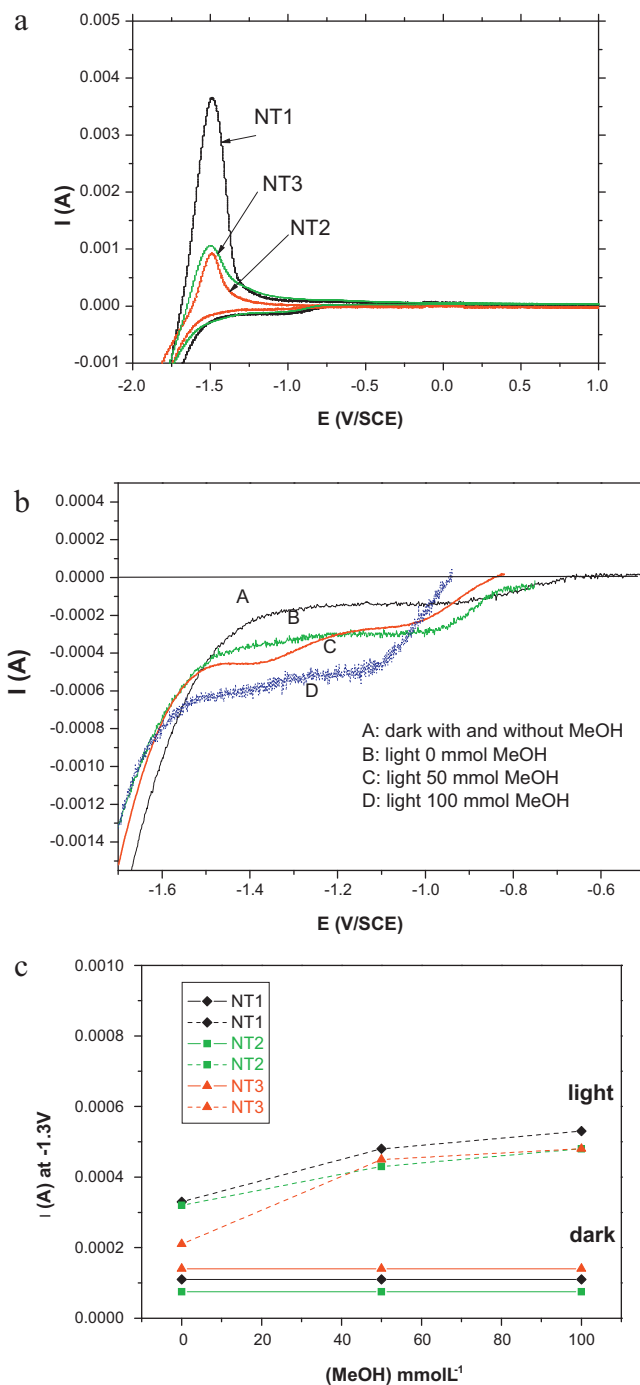 a
0.005
0.004
0.003
0.002
0.001
0.000
-0.001
I (A)
NT1
NT3
NT2
-2.0 -1.5 -1.0 -0.5 0.0 0.5 1.0
E (V/SCE)
b
0.0004
0.0002
0.0000
-0.0002
-0.0004
-0.0006
-0.0008
-0.0010
-0.0012
-0.0014
I (A)
A
B
C
D
A: dark with and without MeOH
B: light 0 mmol MeOH
C: light 50 mmol MeOH
D: light 100 mmol MeOH
-1.6 -1.4 -1.2 -1.0 -0.8 -0.6
E (V/SCE)
c
0.0010
0.0008
0.0006
0.0004
0.0002
0.0000
I (A) at -1.3V
NT1
NT1
NT2
NT2
NT3
NT3
light
dark
0 20 40 60 80 100
(MeOH) mmolL⁻¹